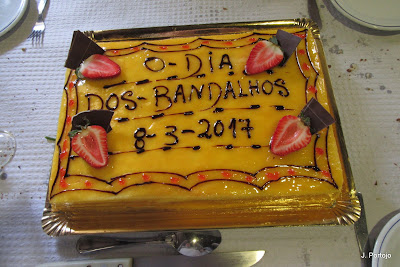 O-DIA
DOS-BANDALHOS
8-3-2017
J. Portojo